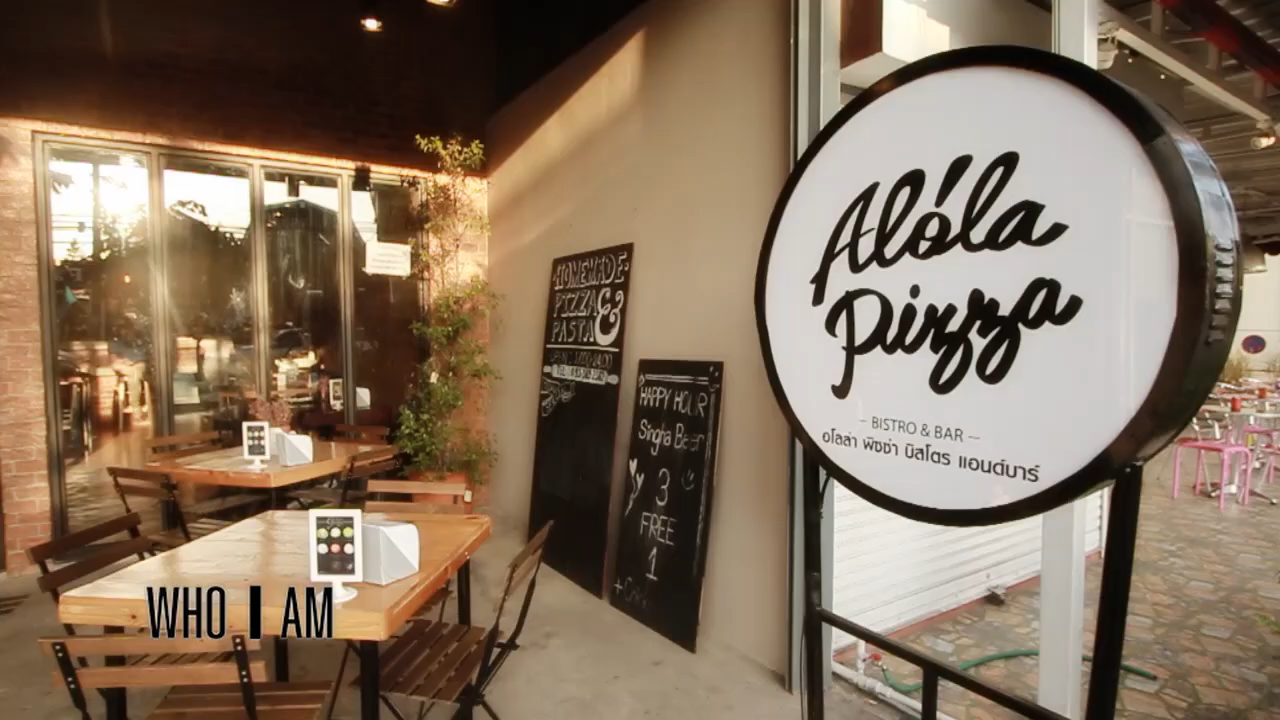 Alóla
Pizza
– BISTRO & BAR –
อโลล่า พิซซ่า บิสโตร แอนด์บาร์
HOMEMADE
PIZZA &
PASTA
HAPPY HOUR
Singha Beer
3
FREE
1
WHO I AM